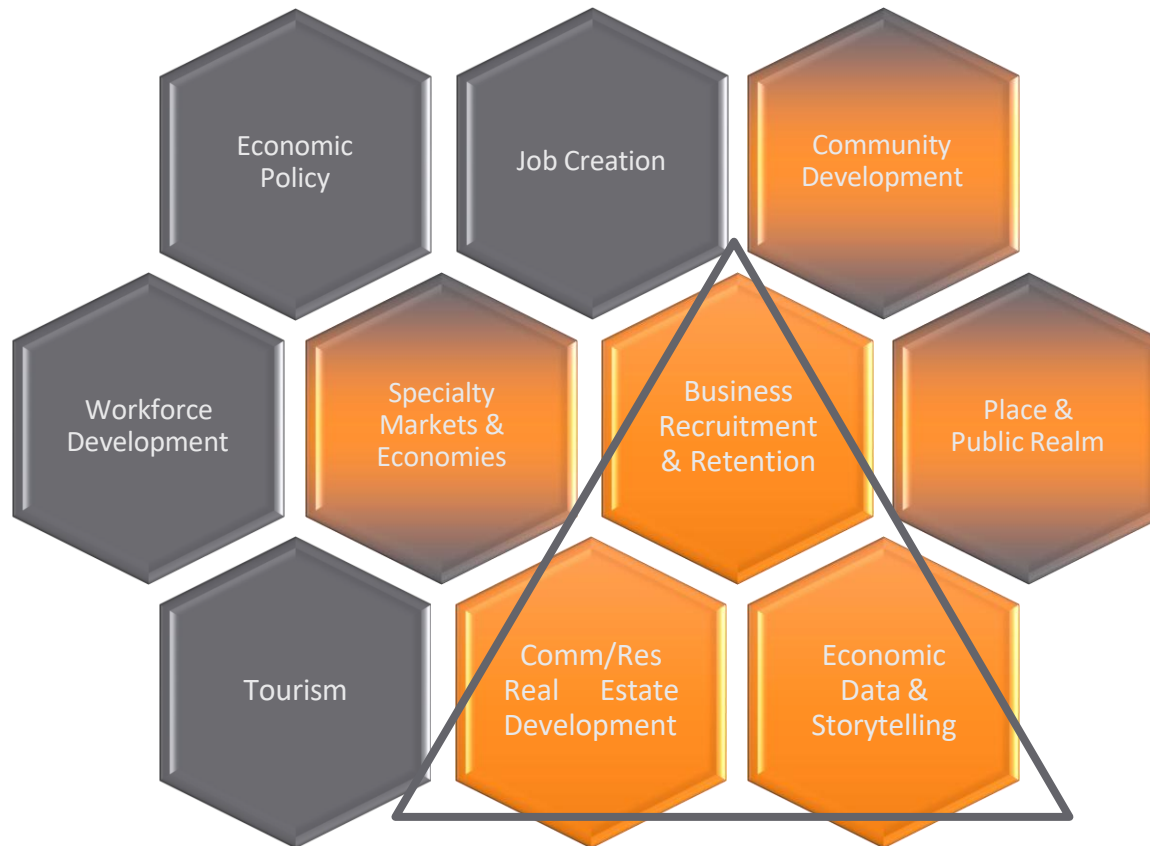 Economic
Policy
Job Creation
Community
Development
Workforce
Development
Specialty
Markets &
Economies
Business
Recruitment
& Retention
Place &
Public Realm
Tourism
Comm/Res
Real Estate
Development
Economic
Data &
Storytelling